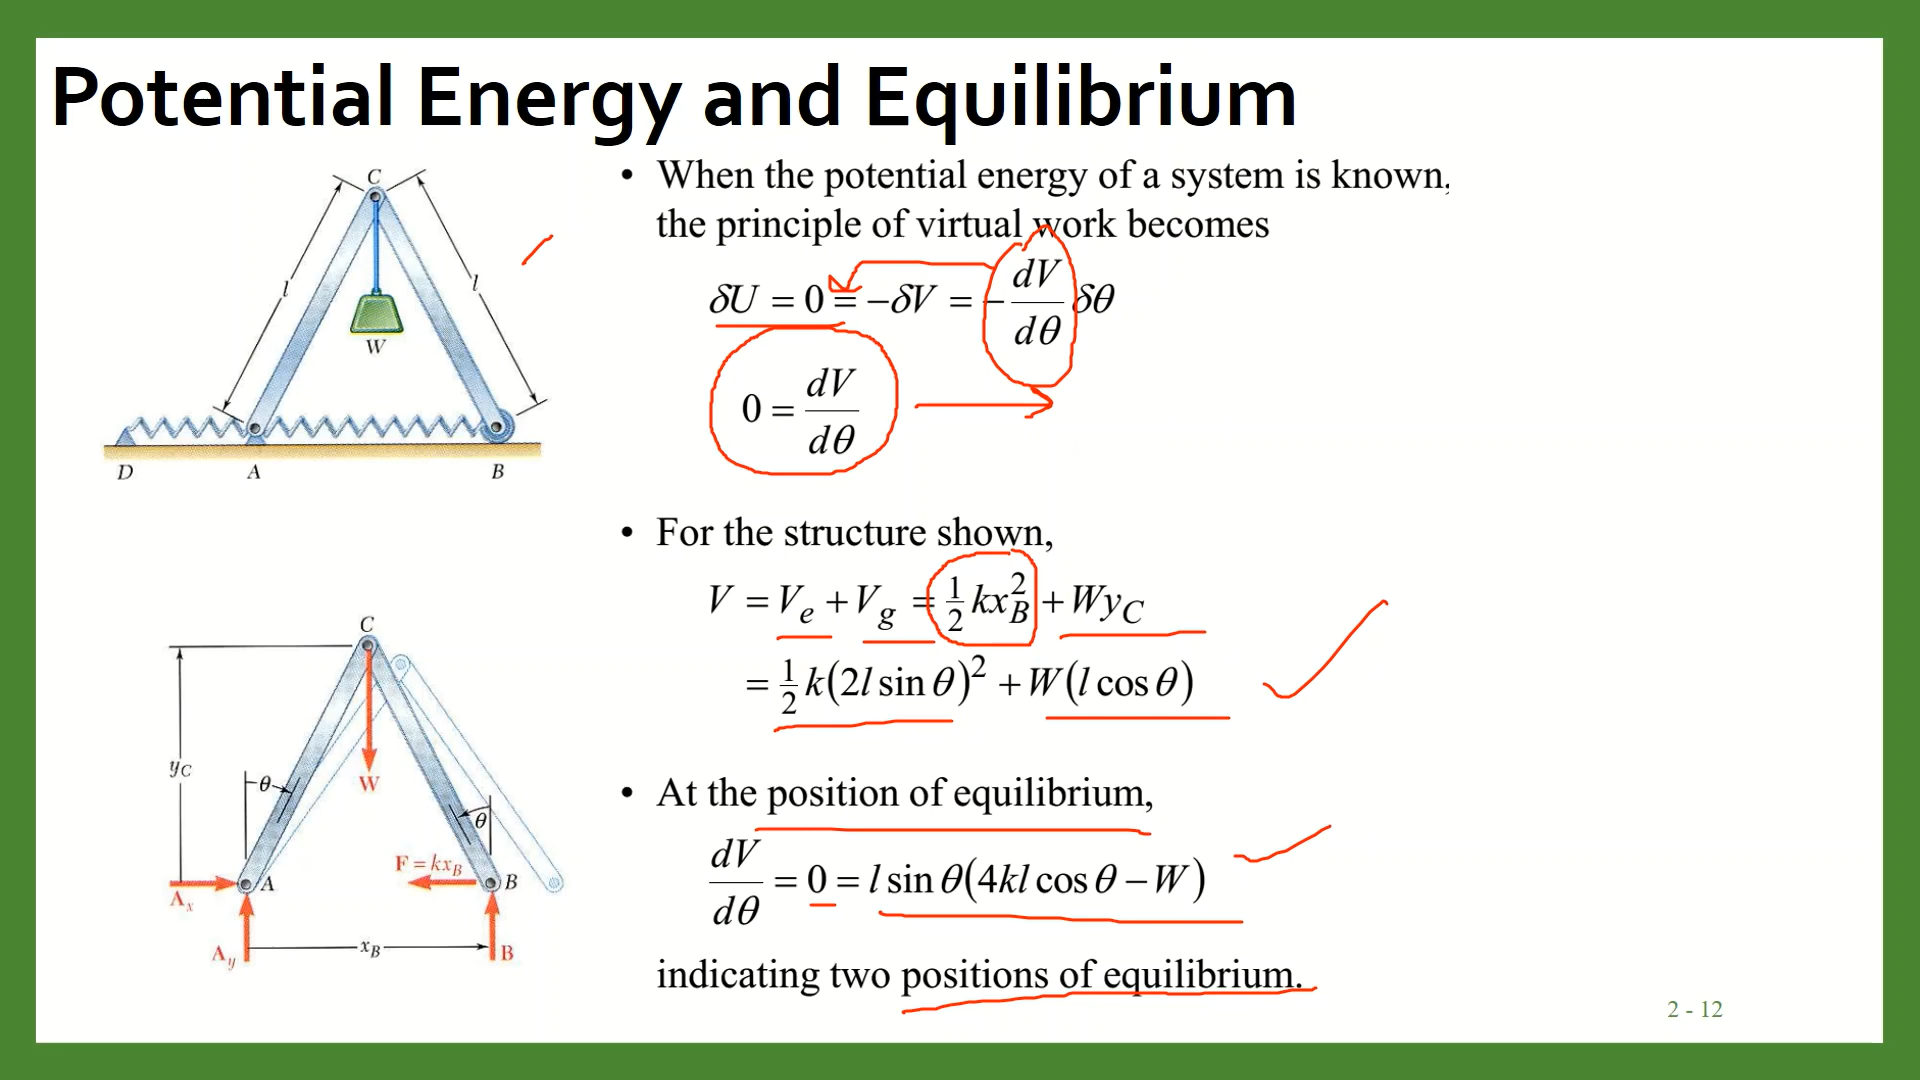 Potential Energy and Equilibrium
• When the potential energy of a system is known,
the principle of virtual work becomes
δU = 0 = −δV = − dV/dθ δθ
0 = dV/dθ
• For the structure shown,
V = Vₑ + V_g = ½ kx_B² + Wy_C
= ½ k(2l sin θ)² + W(l cos θ)
• At the position of equilibrium,
dV/dθ = 0 = l sin θ(4kl cos θ − W)
indicating two positions of equilibrium.
C
l
l
W
D A B
C
y_C
θ
W
θ
F = kx_B
A
B
A_x
A_y
x_B
B
2 - 12